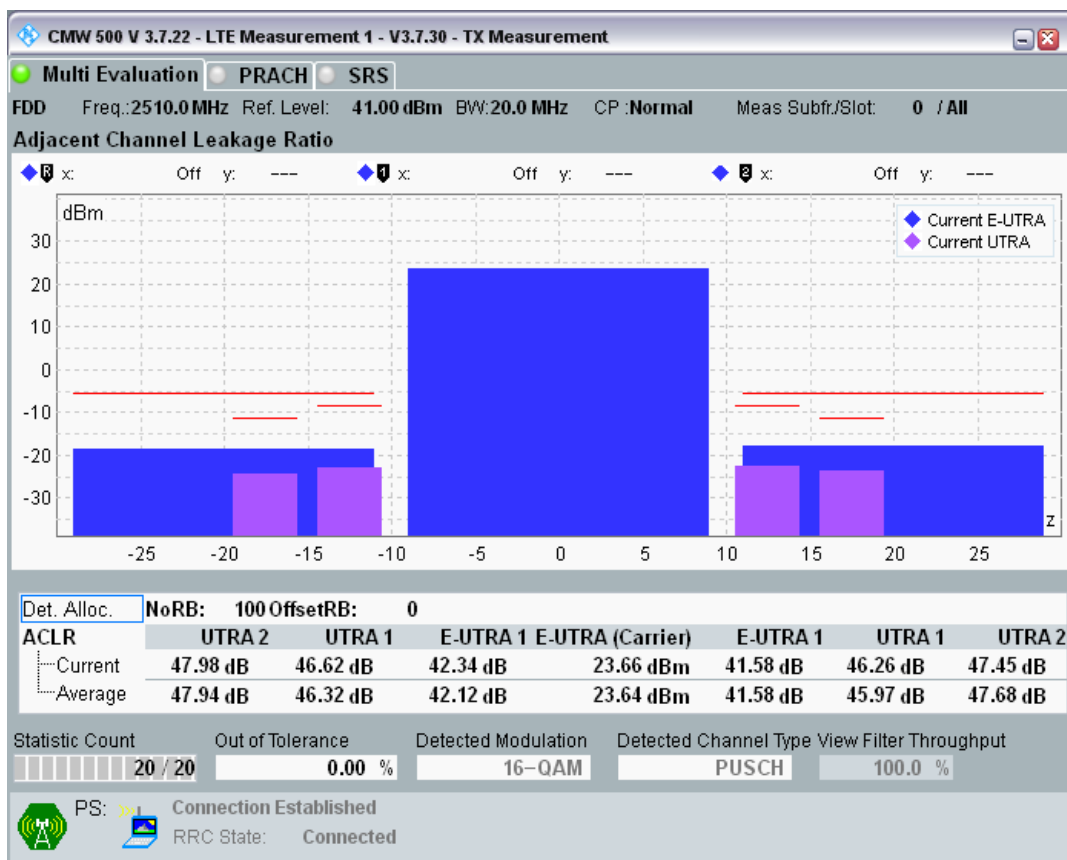 CMW 500 V 3.7.22 - LTE Measurement 1 - V3.7.30 - TX Measurement
Multi Evaluation PRACH SRS
FDD Freq.:2510.0 MHz Ref. Level: 41.00 dBm BW:20.0 MHz CP :Normal Meas Subfr./Slot: 0 / All
Adjacent Channel Leakage Ratio
R x: Off y: --- 1 x: Off y: --- 2 x: Off y: ---
dBm
Current E-UTRA
Current UTRA
30
20
10
0
-10
-20
-30
z
-25 -20 -15 -10 -5 0 5 10 15 20 25
Det. Alloc. NoRB: 100 OffsetRB: 0
ACLR UTRA 2 UTRA 1 E-UTRA 1 E-UTRA (Carrier) E-UTRA 1 UTRA 1 UTRA 2
Current 47.98 dB 46.62 dB 42.34 dB 23.66 dBm 41.58 dB 46.26 dB 47.45 dB
Average 47.94 dB 46.32 dB 42.12 dB 23.64 dBm 41.58 dB 45.97 dB 47.68 dB
Statistic Count Out of Tolerance Detected Modulation Detected Channel Type View Filter Throughput
20 / 20 0.00 % 16-QAM PUSCH 100.0 %
PS: Connection Established
RRC State: Connected